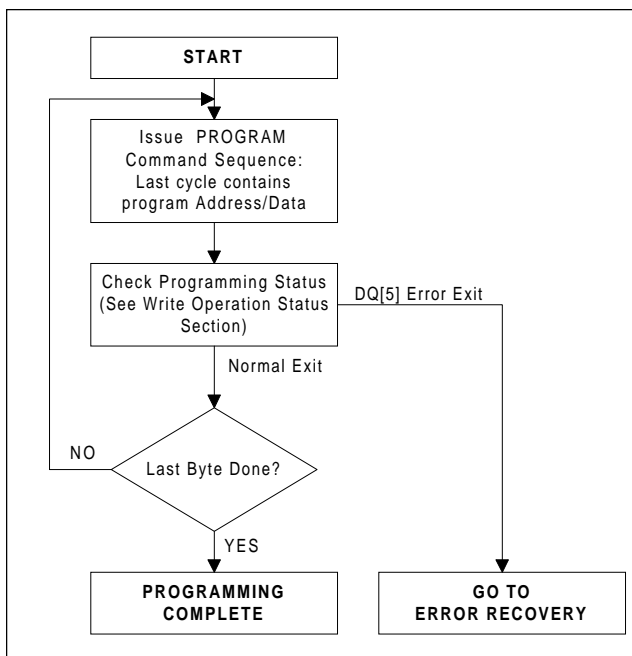 START
Issue PROGRAM
Command Sequence:
Last cycle contains
program Address/Data
Check Programming Status
(See Write Operation Status
Section)
DQ[5] Error Exit
Normal Exit
NO
Last Byte Done?
YES
PROGRAMMING
COMPLETE
GO TO
ERROR RECOVERY